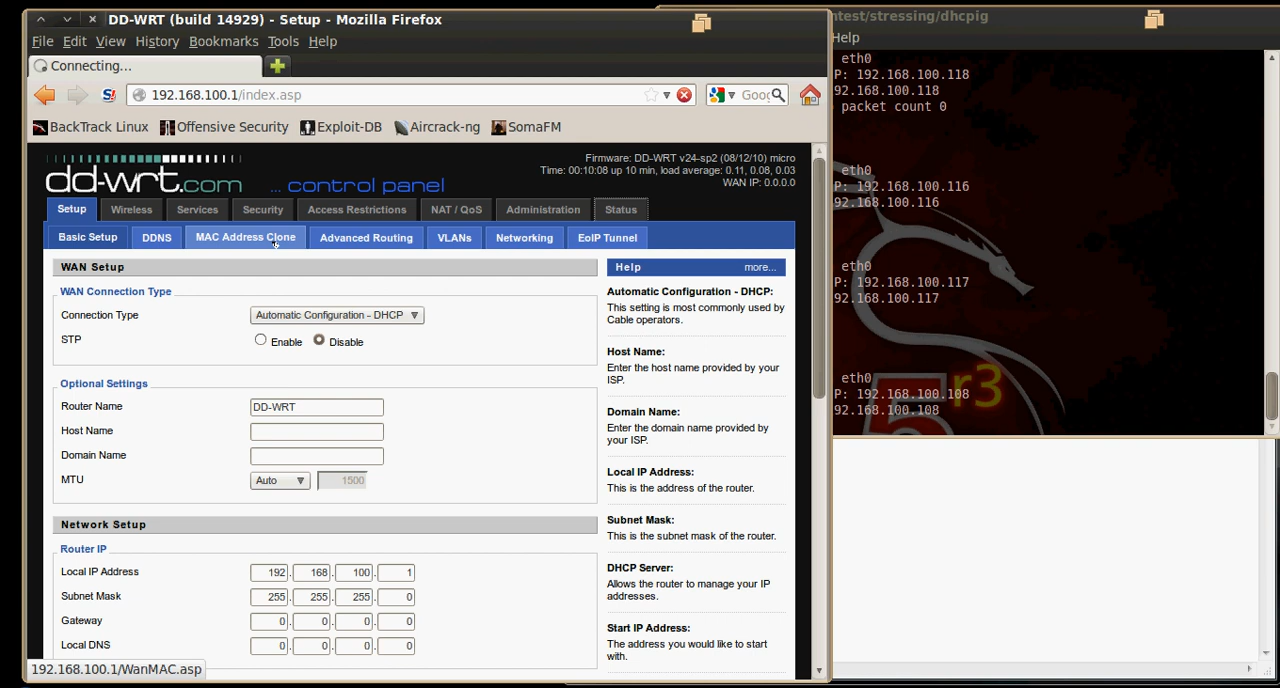 DD-WRT (build 14929) - Setup - Mozilla Firefox
File Edit View History Bookmarks Tools Help
Connecting...
192.168.100.1/index.asp
BackTrack Linux Offensive Security Exploit-DB Aircrack-ng SomaFM
dd-wrt.com ... control panel
Firmware: DD-WRT v24-sp2 (08/12/10) micro
Time: 00:10:08 up 10 min, load average: 0.11, 0.08, 0.03
WAN IP: 0.0.0.0
Setup Wireless Services Security Access Restrictions NAT / QoS Administration Status
Basic Setup DDNS MAC Address Clone Advanced Routing VLANs Networking EoIP Tunnel
WAN Setup
WAN Connection Type
Connection Type Automatic Configuration - DHCP
STP Enable Disable
Optional Settings
Router Name DD-WRT
Host Name
Domain Name
MTU Auto 1500
Network Setup
Router IP
Local IP Address 192. 168. 100. 1
Subnet Mask 255. 255. 255. 0
Gateway 0. 0. 0. 0
Local DNS 0. 0. 0. 0
192.168.100.1/WanMAC.asp
Help more...
Automatic Configuration - DHCP:
This setting is most commonly used by
Cable operators.
Host Name:
Enter the host name provided by your
ISP.
Domain Name:
Enter the domain name provided by
your ISP.
Local IP Address:
This is the address of the router.
Subnet Mask:
This is the subnet mask of the router.
DHCP Server:
Allows the router to manage your IP
addresses.
Start IP Address:
The address you would like to start
with.
ntest/stressing/dhcpig
Help
eth0
P: 192.168.100.118
92.168.100.118
packet count 0
eth0
P: 192.168.100.116
92.168.100.116
eth0
P: 192.168.100.117
92.168.100.117
eth0
P: 192.168.100.108
92.168.100.108
5 r3